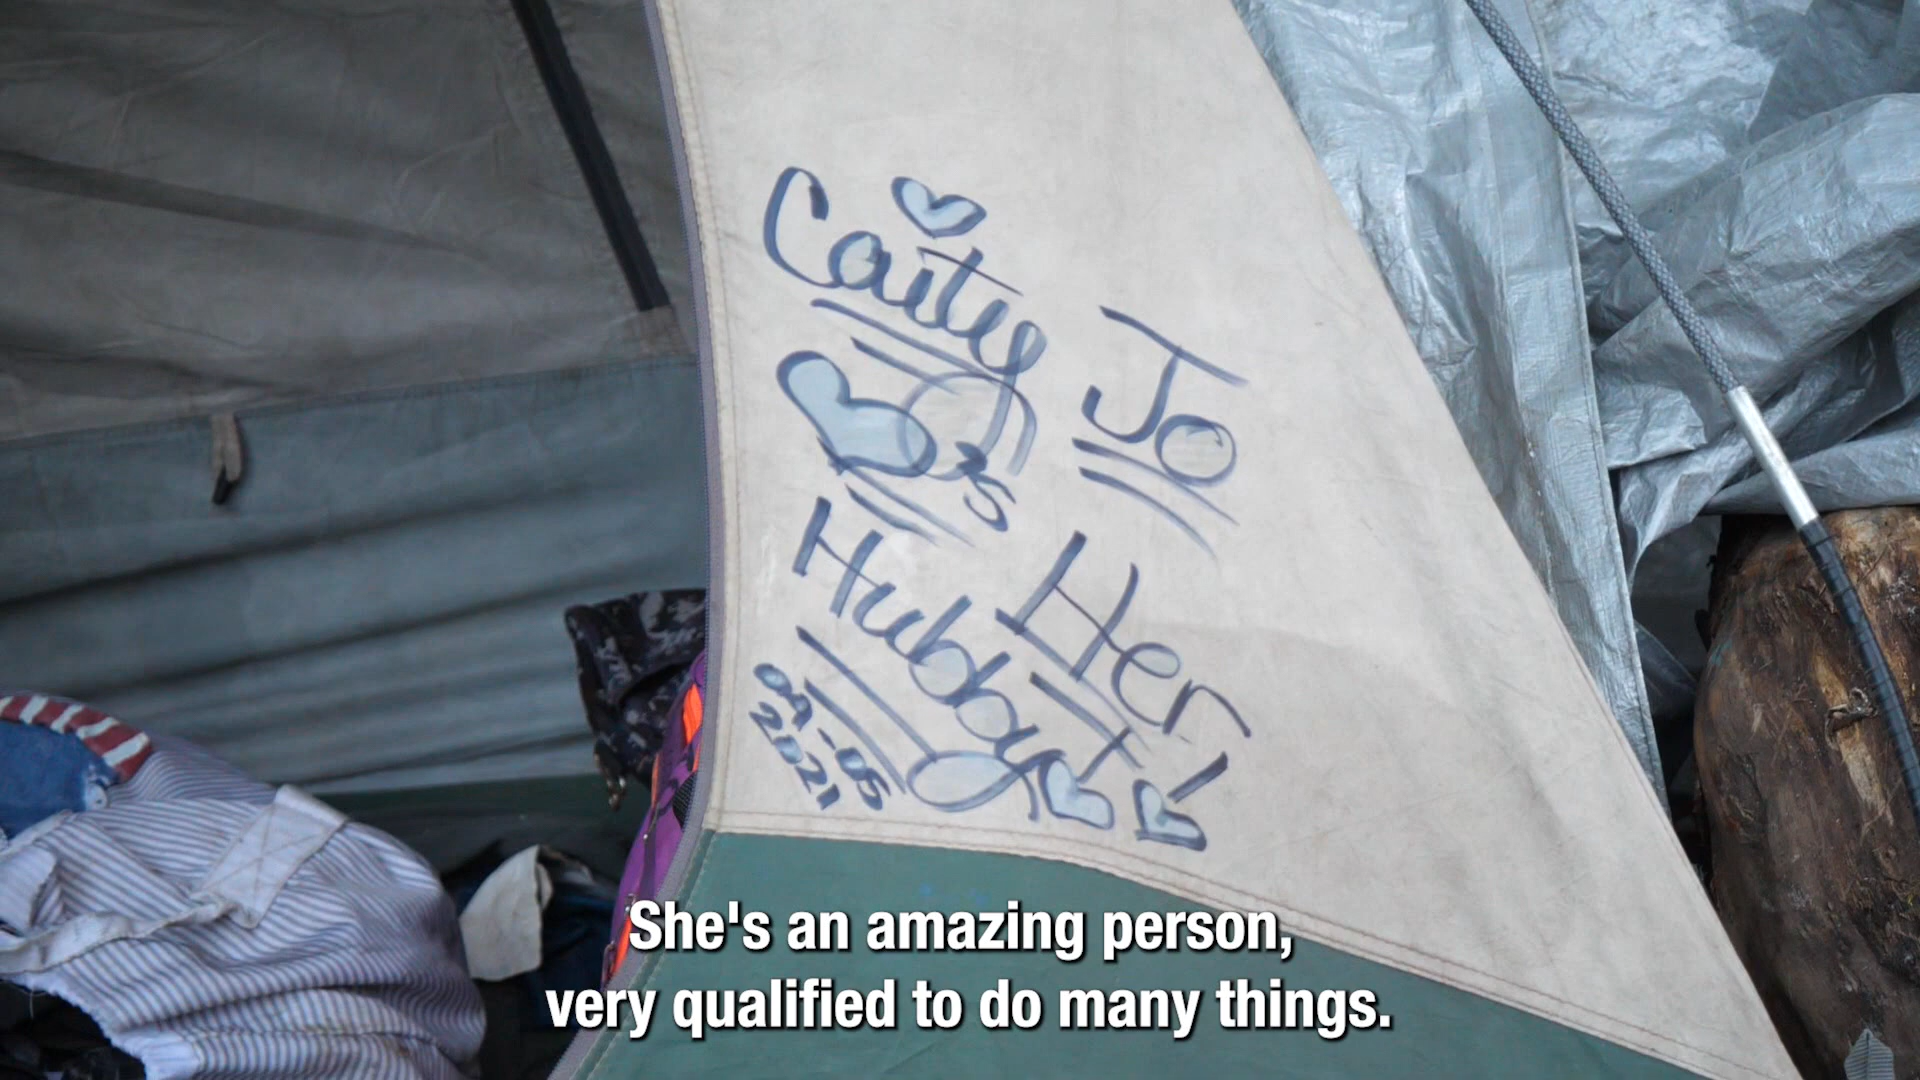 Caity Jo
♥'s
Her
Hubby!
09-05
2021
She's an amazing person,
very qualified to do many things.